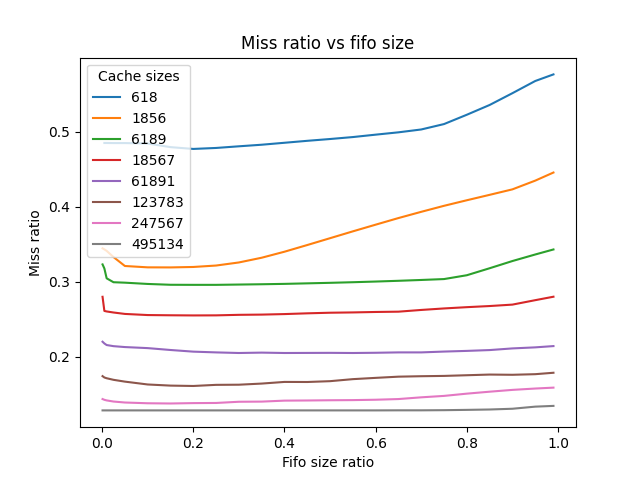 Miss ratio vs fifo size
Cache sizes
618
1856
6189
18567
61891
123783
247567
495134
Miss ratio
0.5
0.4
0.3
0.2
0.0 0.2 0.4 0.6 0.8 1.0
Fifo size ratio